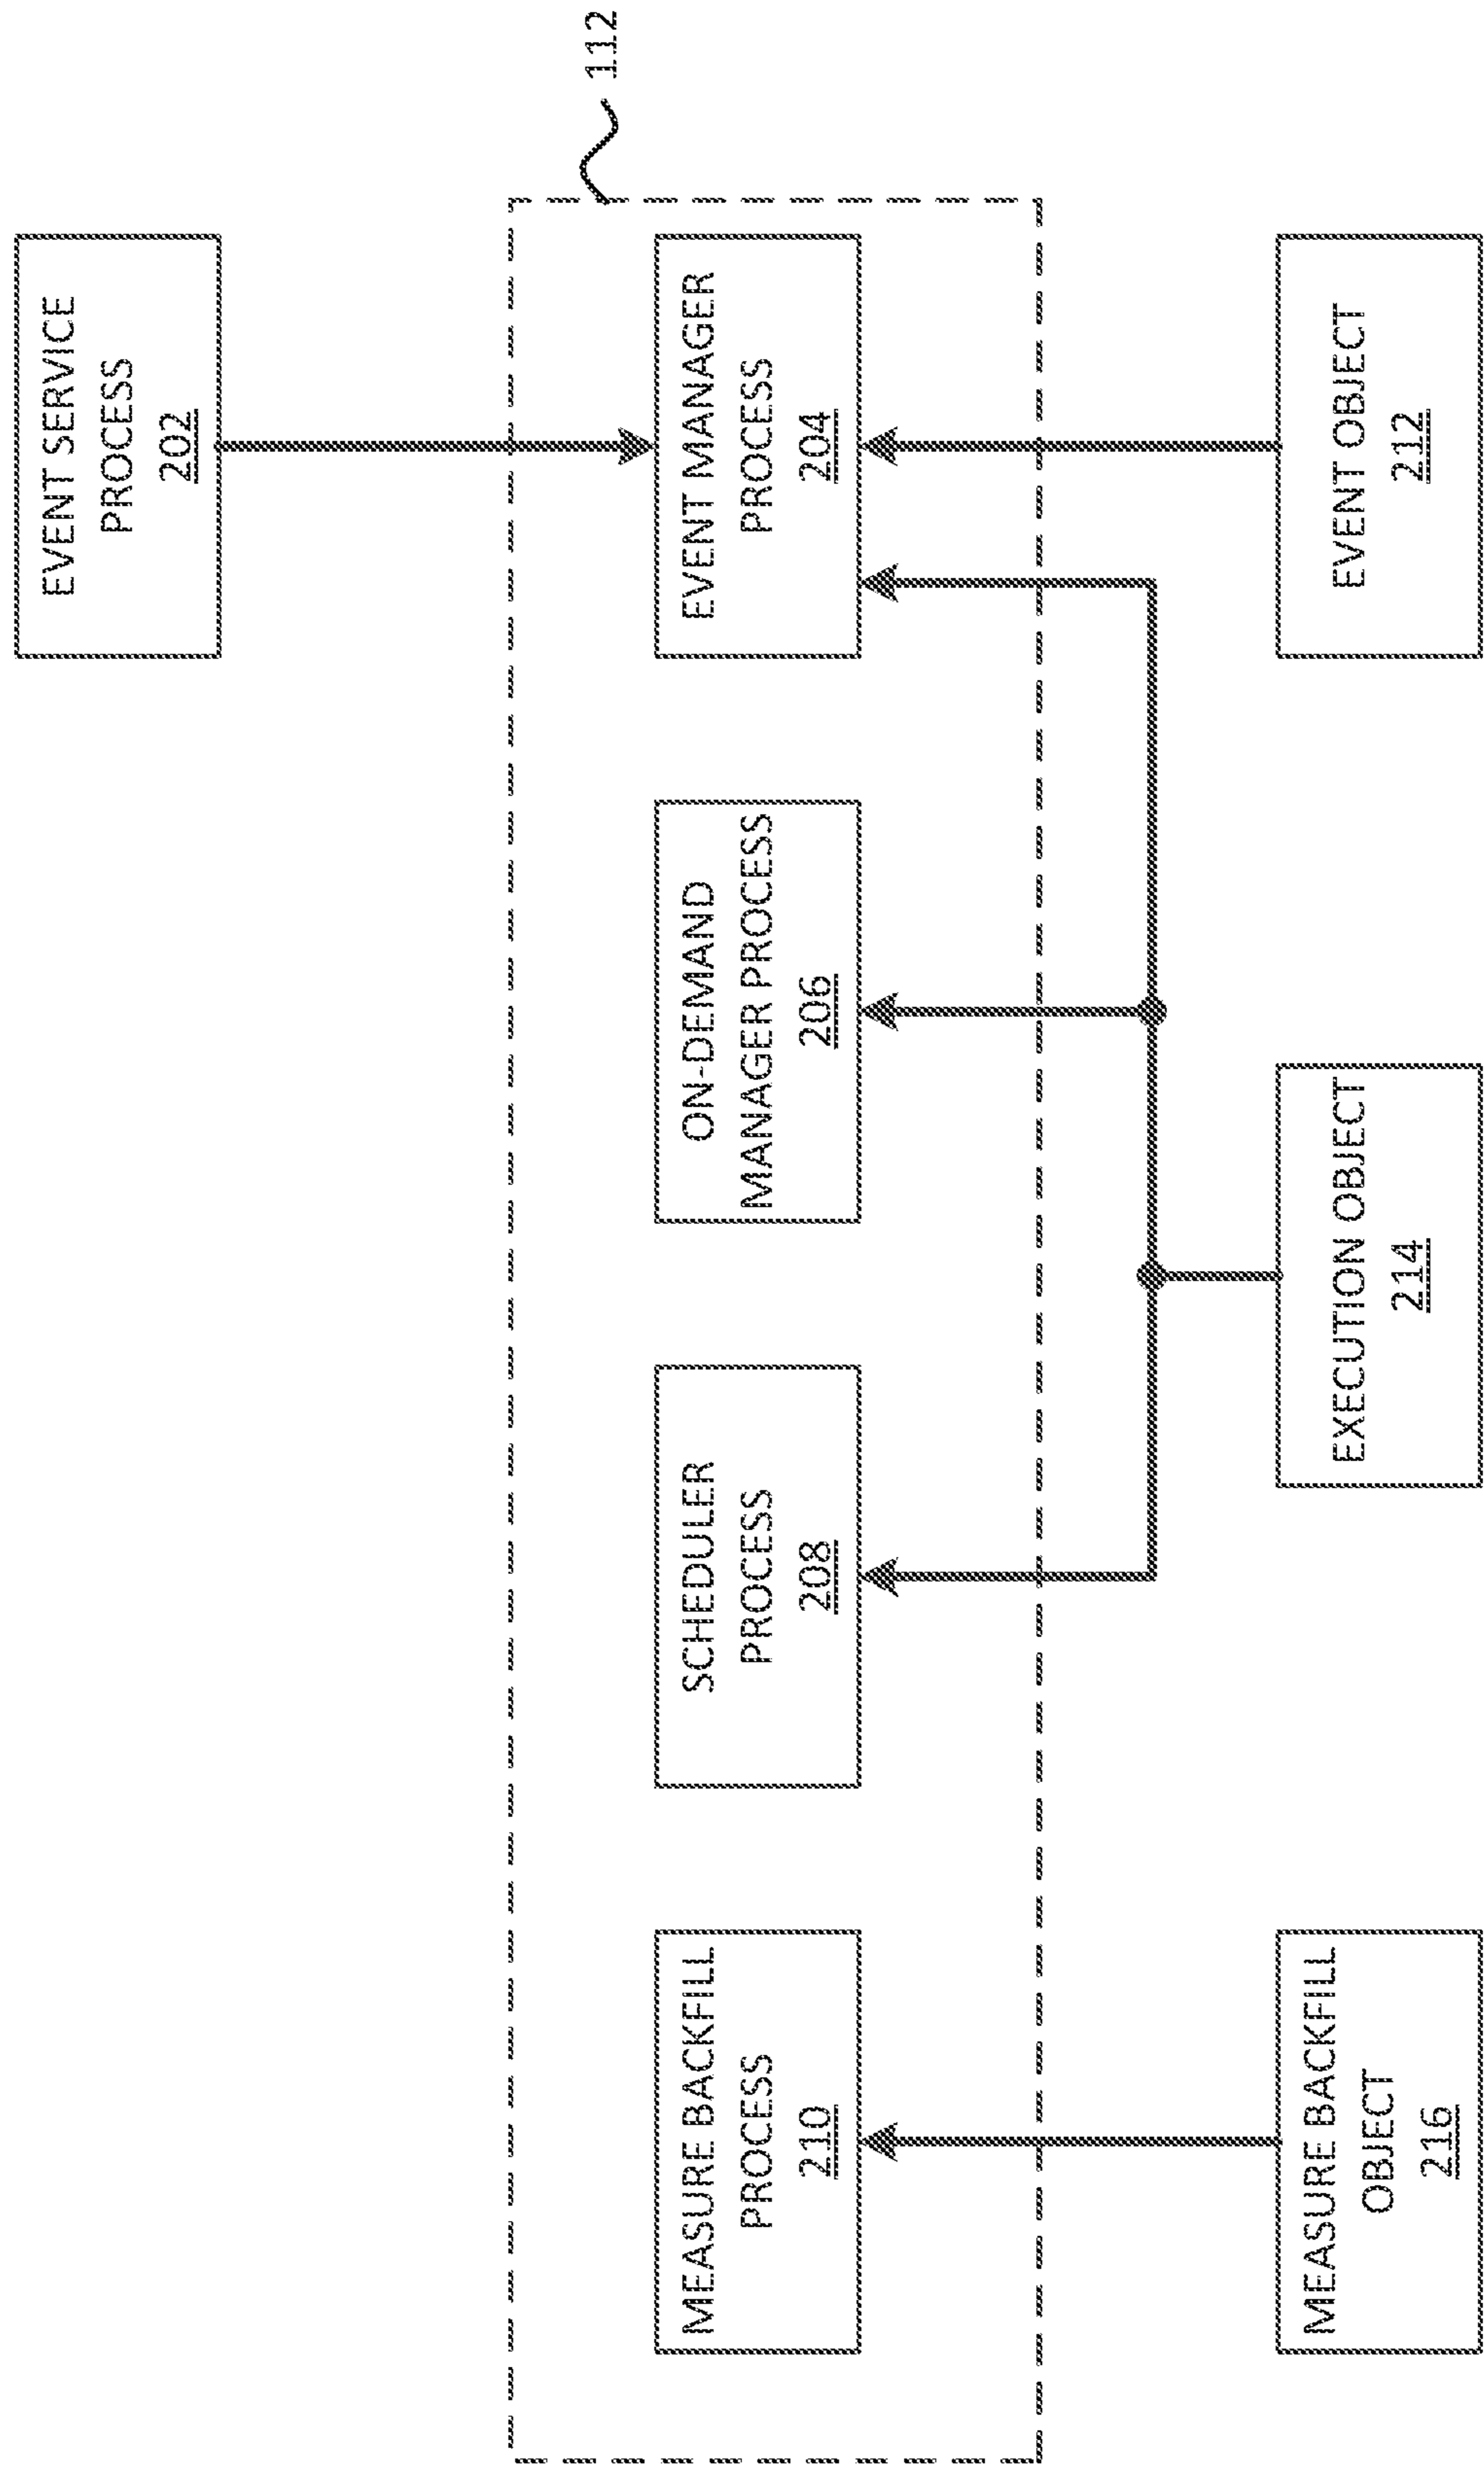 EVENT SERVICE
PROCESS
202
112
MEASURE BACKFILL
PROCESS
210
SCHEDULER
PROCESS
208
ON-DEMAND
MANAGER PROCESS
206
EVENT MANAGER
PROCESS
204
MEASURE BACKFILL
OBJECT
216
EXECUTION OBJECT
214
EVENT OBJECT
212